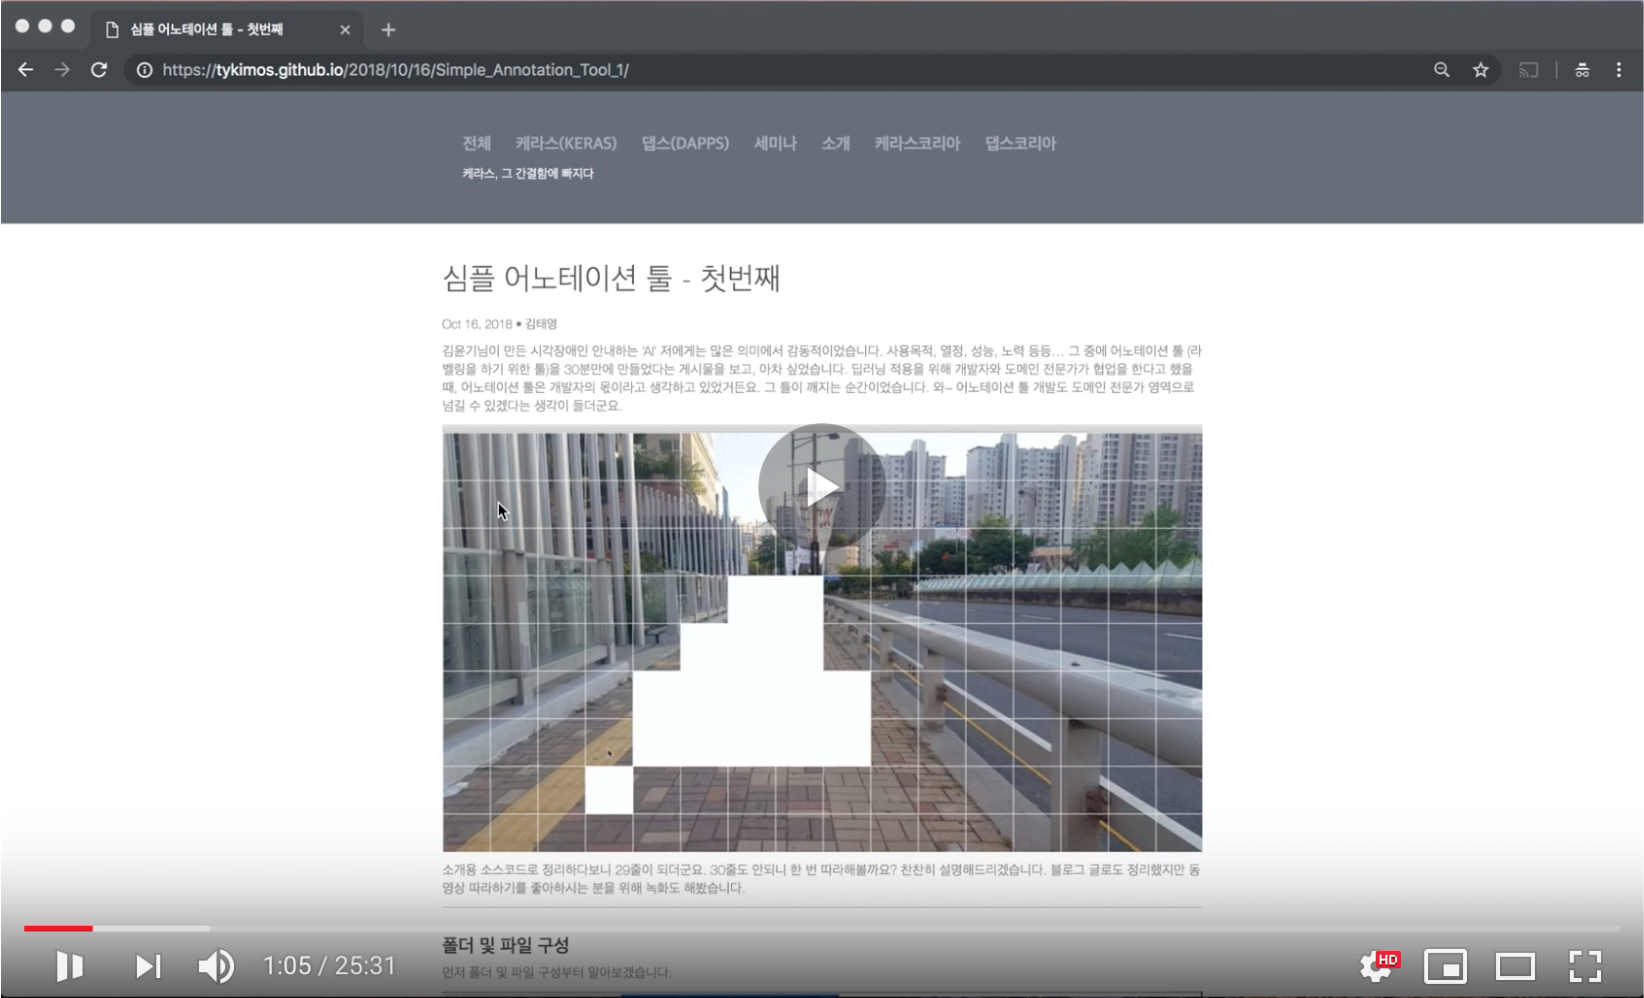 심플 어노테이션 툴 - 첫번째
https://tykimos.github.io/2018/10/16/Simple_Annotation_Tool_1/
전체 케라스(KERAS) 댑스(DAPPS) 세미나 소개 케라스코리아 댑스코리아
케라스, 그 간결함에 빠지다
심플 어노테이션 툴 - 첫번째
Oct 16, 2018 • 김태영
김윤기님이 만든 시각장애인 안내하는 'AI' 저에게는 많은 의미에서 감동적이었습니다. 사용목적, 열정, 성능, 노력 등등... 그 중에 어노테이션 툴 (라
벨링을 하기 위한 툴)을 30분만에 만들었다는 게시물을 보고, 아차 싶었습니다. 딥러닝 적용을 위해 개발자와 도메인 전문가가 협업을 한다고 했을
때, 어노테이션 툴은 개발자의 몫이라고 생각하고 있었거든요. 그 틀이 깨지는 순간이었습니다. 와~ 어노테이션 툴 개발도 도메인 전문가 영역으로
넘길 수 있겠다는 생각이 들더군요.
소개용 소스코드로 정리하다보니 29줄이 되더군요. 30줄도 안되니 한 번 따라해볼까요? 찬찬히 설명해드리겠습니다. 블로그 글로도 정리했지만 동
영상 따라하기를 좋아하시는 분을 위해 녹화도 해봤습니다.
폴더 및 파일 구성
먼저 폴더 및 파일 구성부터 알아보겠습니다.
1:05 / 25:31
HD